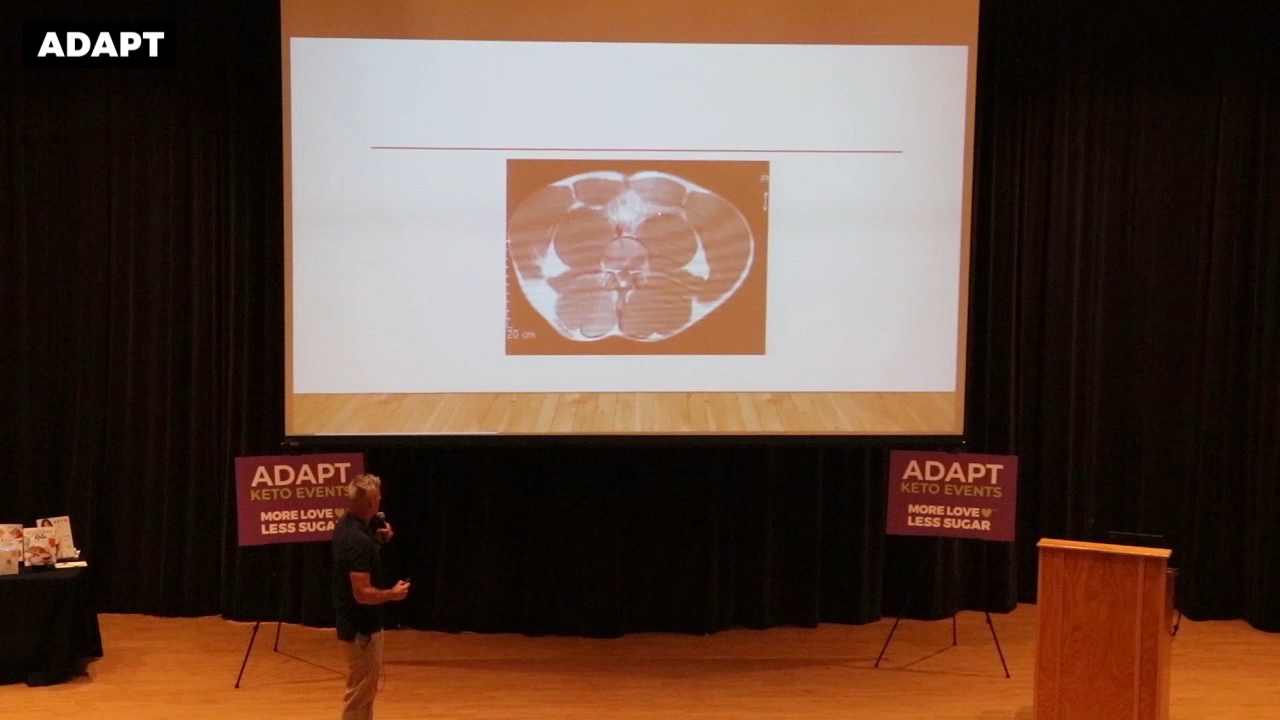 ADAPT
20 cm
ADAPT
KETO EVENTS
MORE LOVE
LESS SUGAR
ADAPT
KETO EVENTS
MORE LOVE
LESS SUGAR